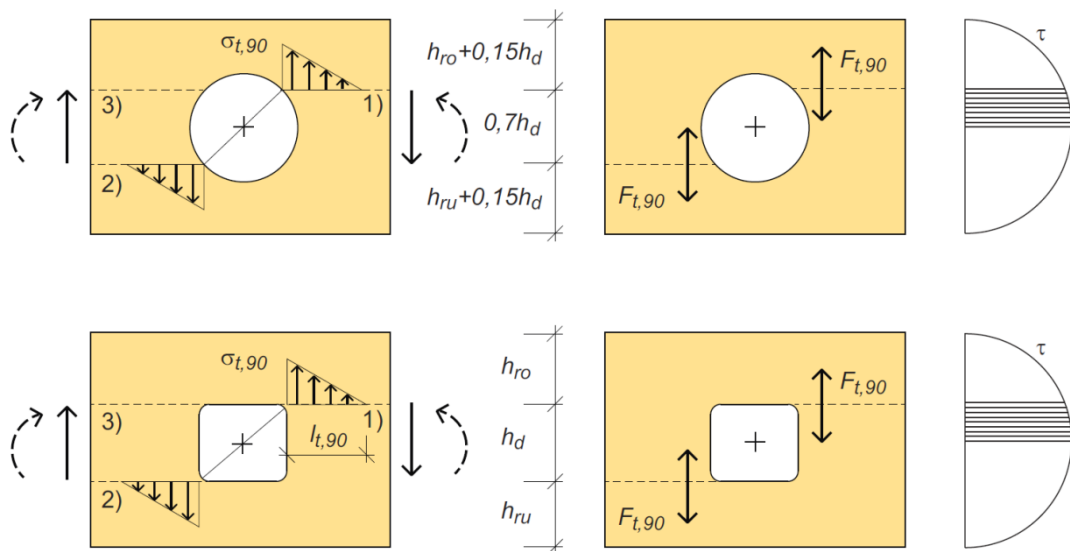 σt,90
3)
1)
2)
hro+0,15hd
0,7hd
hru+0,15hd
Ft,90
Ft,90
τ
σt,90
3)
1)
lt,90
2)
hro
hd
hru
Ft,90
Ft,90
τ